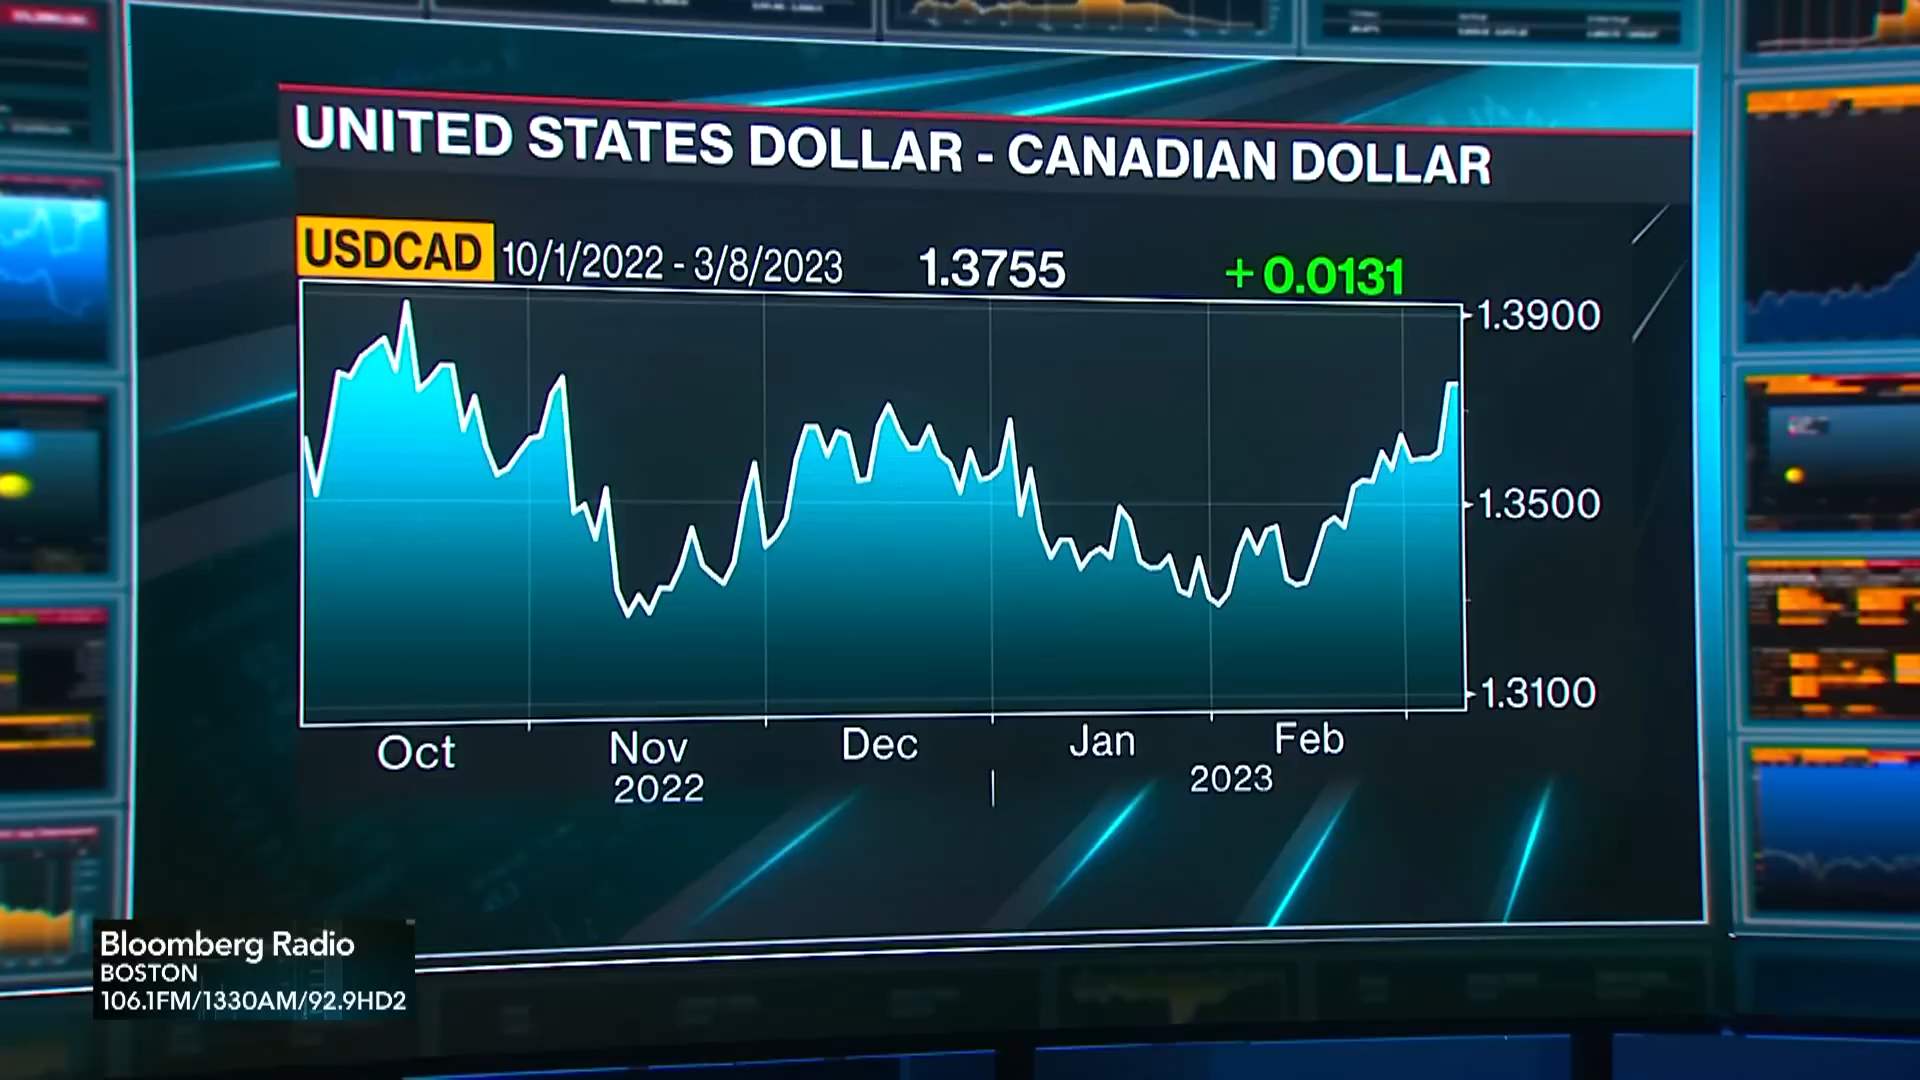 UNITED STATES DOLLAR - CANADIAN DOLLAR
USDCAD 10/1/2022 - 3/8/2023 1.3755 + 0.0131
1.3900
1.3500
1.3100
Oct Nov Dec Jan Feb
2022 2023
Bloomberg Radio
BOSTON
106.1FM/1330AM/92.9HD2